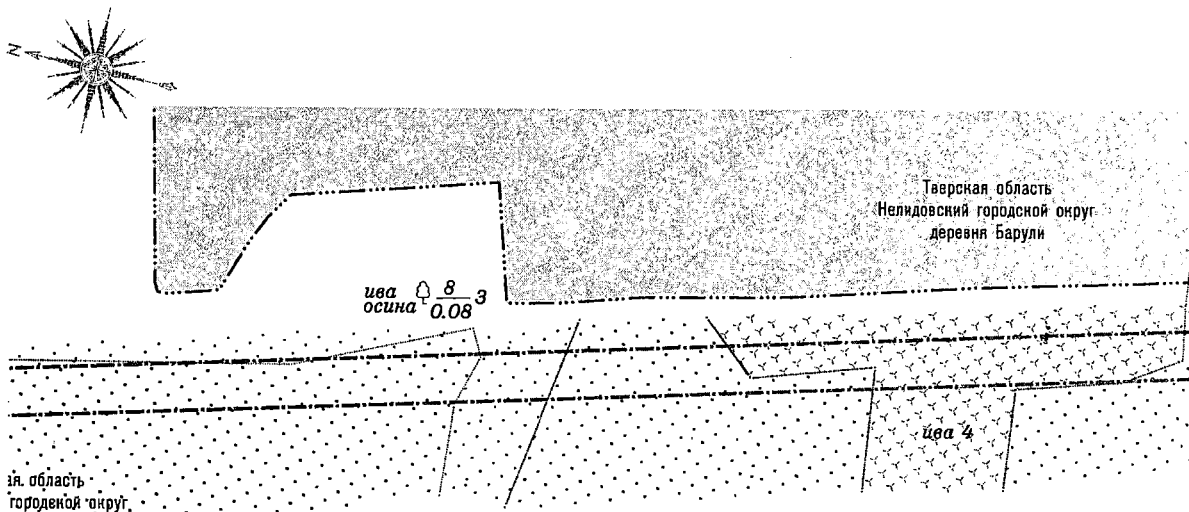 N
Тверская область
Нелидовский городской округ
деревня Барули
ива
осина 8/0.08 3
ива 4
ая область
городской округ